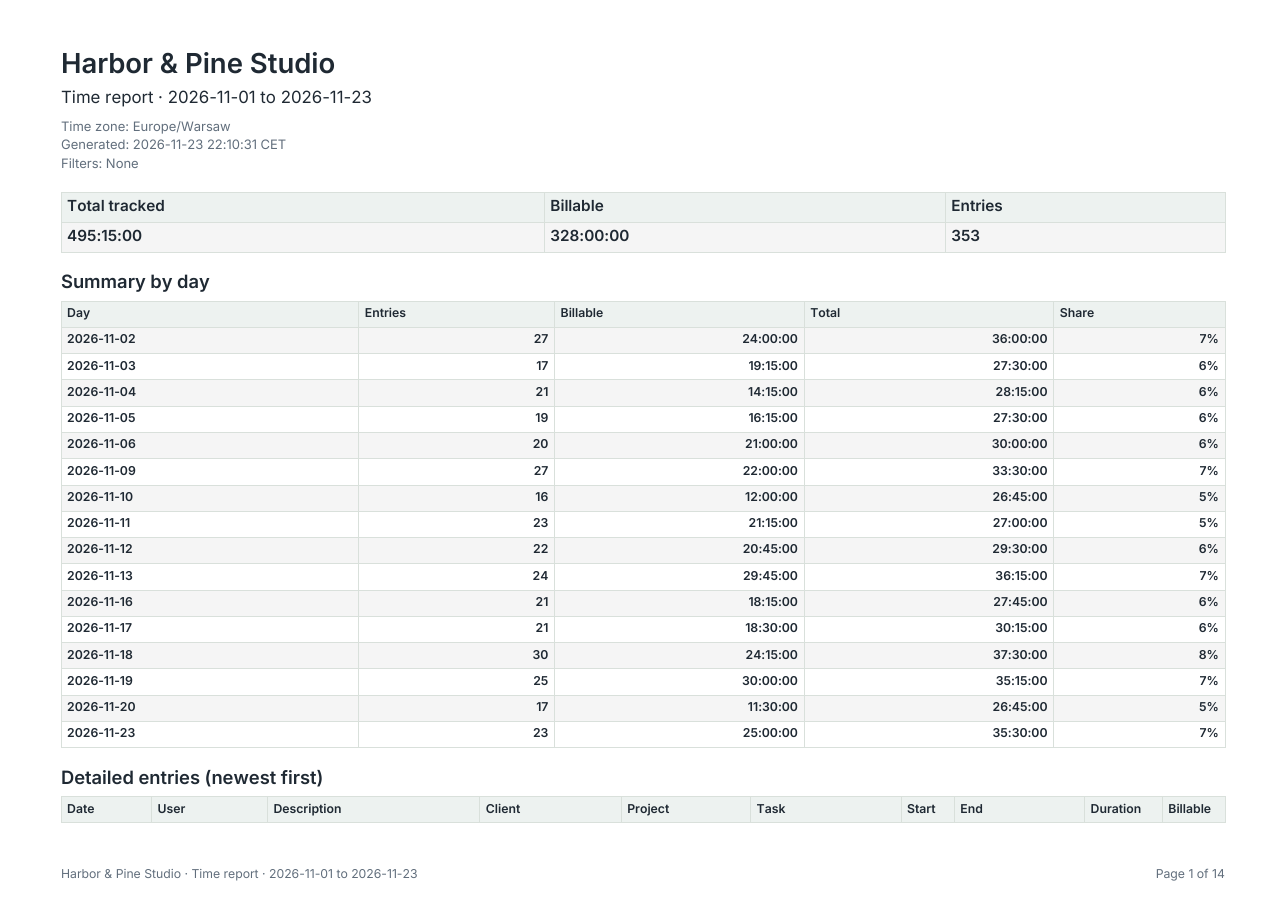 Harbor & Pine Studio
Time report · 2026-11-01 to 2026-11-23
Time zone: Europe/Warsaw
Generated: 2026-11-23 22:10:31 CET
Filters: None
Total tracked Billable Entries
495:15:00 328:00:00 353
Summary by day
Day Entries Billable Total Share
2026-11-02 27 24:00:00 36:00:00 7%
2026-11-03 17 19:15:00 27:30:00 6%
2026-11-04 21 14:15:00 28:15:00 6%
2026-11-05 19 16:15:00 27:30:00 6%
2026-11-06 20 21:00:00 30:00:00 6%
2026-11-09 27 22:00:00 33:30:00 7%
2026-11-10 16 12:00:00 26:45:00 5%
2026-11-11 23 21:15:00 27:00:00 5%
2026-11-12 22 20:45:00 29:30:00 6%
2026-11-13 24 29:45:00 36:15:00 7%
2026-11-16 21 18:15:00 27:45:00 6%
2026-11-17 21 18:30:00 30:15:00 6%
2026-11-18 30 24:15:00 37:30:00 8%
2026-11-19 25 30:00:00 35:15:00 7%
2026-11-20 17 11:30:00 26:45:00 5%
2026-11-23 23 25:00:00 35:30:00 7%
Detailed entries (newest first)
Date User Description Client Project Task Start End Duration Billable
Harbor & Pine Studio · Time report · 2026-11-01 to 2026-11-23 Page 1 of 14